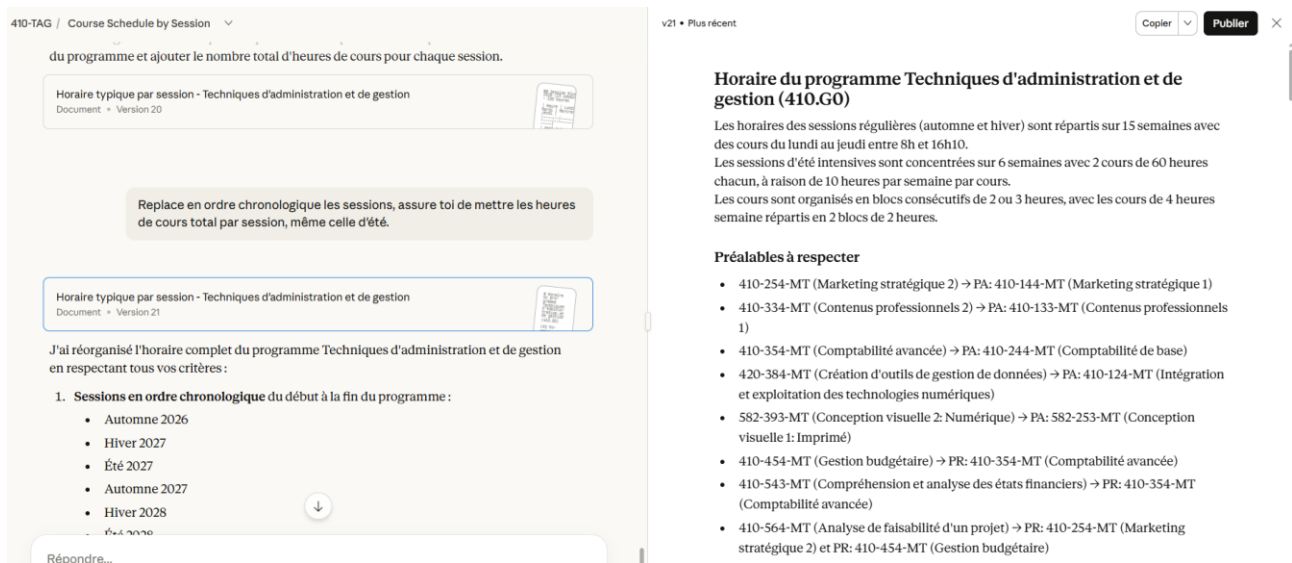 410-TAG / Course Schedule by Session
du programme et ajouter le nombre total d'heures de cours pour chaque session.
Horaire typique par session - Techniques d'administration et de gestion
Document • Version 20
Replace en ordre chronologique les sessions, assure toi de mettre les heures
de cours total par session, même celle d'été.
Horaire typique par session - Techniques d'administration et de gestion
Document • Version 21
J'ai réorganisé l'horaire complet du programme Techniques d'administration et de gestion
en respectant tous vos critères :
1. Sessions en ordre chronologique du début à la fin du programme :
• Automne 2026
• Hiver 2027
• Été 2027
• Automne 2027
• Hiver 2028
• Été 2028
Répondre...
v21 • Plus récent
Copier
Publier
Horaire du programme Techniques d'administration et de
gestion (410.G0)
Les horaires des sessions régulières (automne et hiver) sont répartis sur 15 semaines avec
des cours du lundi au jeudi entre 8h et 16h10.
Les sessions d'été intensives sont concentrées sur 6 semaines avec 2 cours de 60 heures
chacun, à raison de 10 heures par semaine par cours.
Les cours sont organisés en blocs consécutifs de 2 ou 3 heures, avec les cours de 4 heures
semaine répartis en 2 blocs de 2 heures.
Préalables à respecter
• 410-254-MT (Marketing stratégique 2) → PA: 410-144-MT (Marketing stratégique 1)
• 410-334-MT (Contenus professionnels 2) → PA: 410-133-MT (Contenus professionnels
1)
• 410-354-MT (Comptabilité avancée) → PA: 410-244-MT (Comptabilité de base)
• 420-384-MT (Création d'outils de gestion de données) → PA: 410-124-MT (Intégration
et exploitation des technologies numériques)
• 582-393-MT (Conception visuelle 2: Numérique) → PA: 582-253-MT (Conception
visuelle 1: Imprimé)
• 410-454-MT (Gestion budgétaire) → PR: 410-354-MT (Comptabilité avancée)
• 410-543-MT (Compréhension et analyse des états financiers) → PR: 410-354-MT
(Comptabilité avancée)
• 410-564-MT (Analyse de faisabilité d'un projet) → PR: 410-254-MT (Marketing
stratégique 2) et PR: 410-454-MT (Gestion budgétaire)